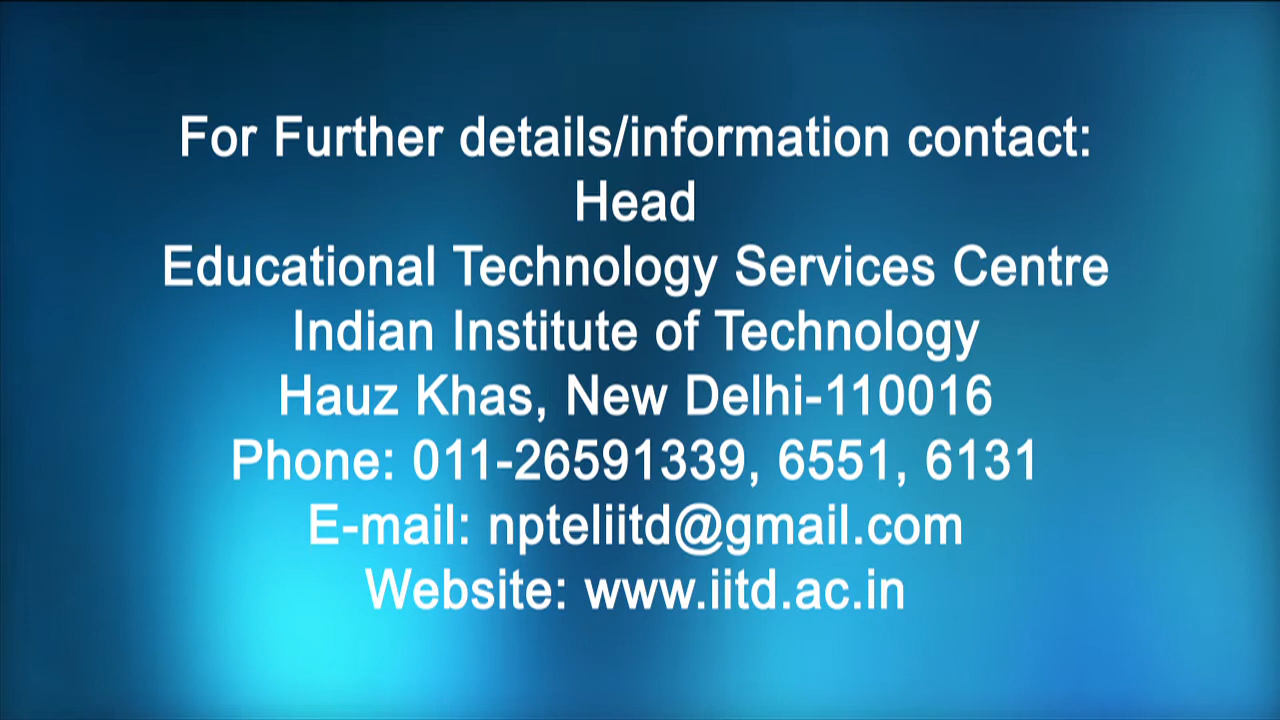 For Further details/information contact:
Head
Educational Technology Services Centre
Indian Institute of Technology
Hauz Khas, New Delhi-110016
Phone: 011-26591339, 6551, 6131
E-mail: npteliitd@gmail.com
Website: www.iitd.ac.in